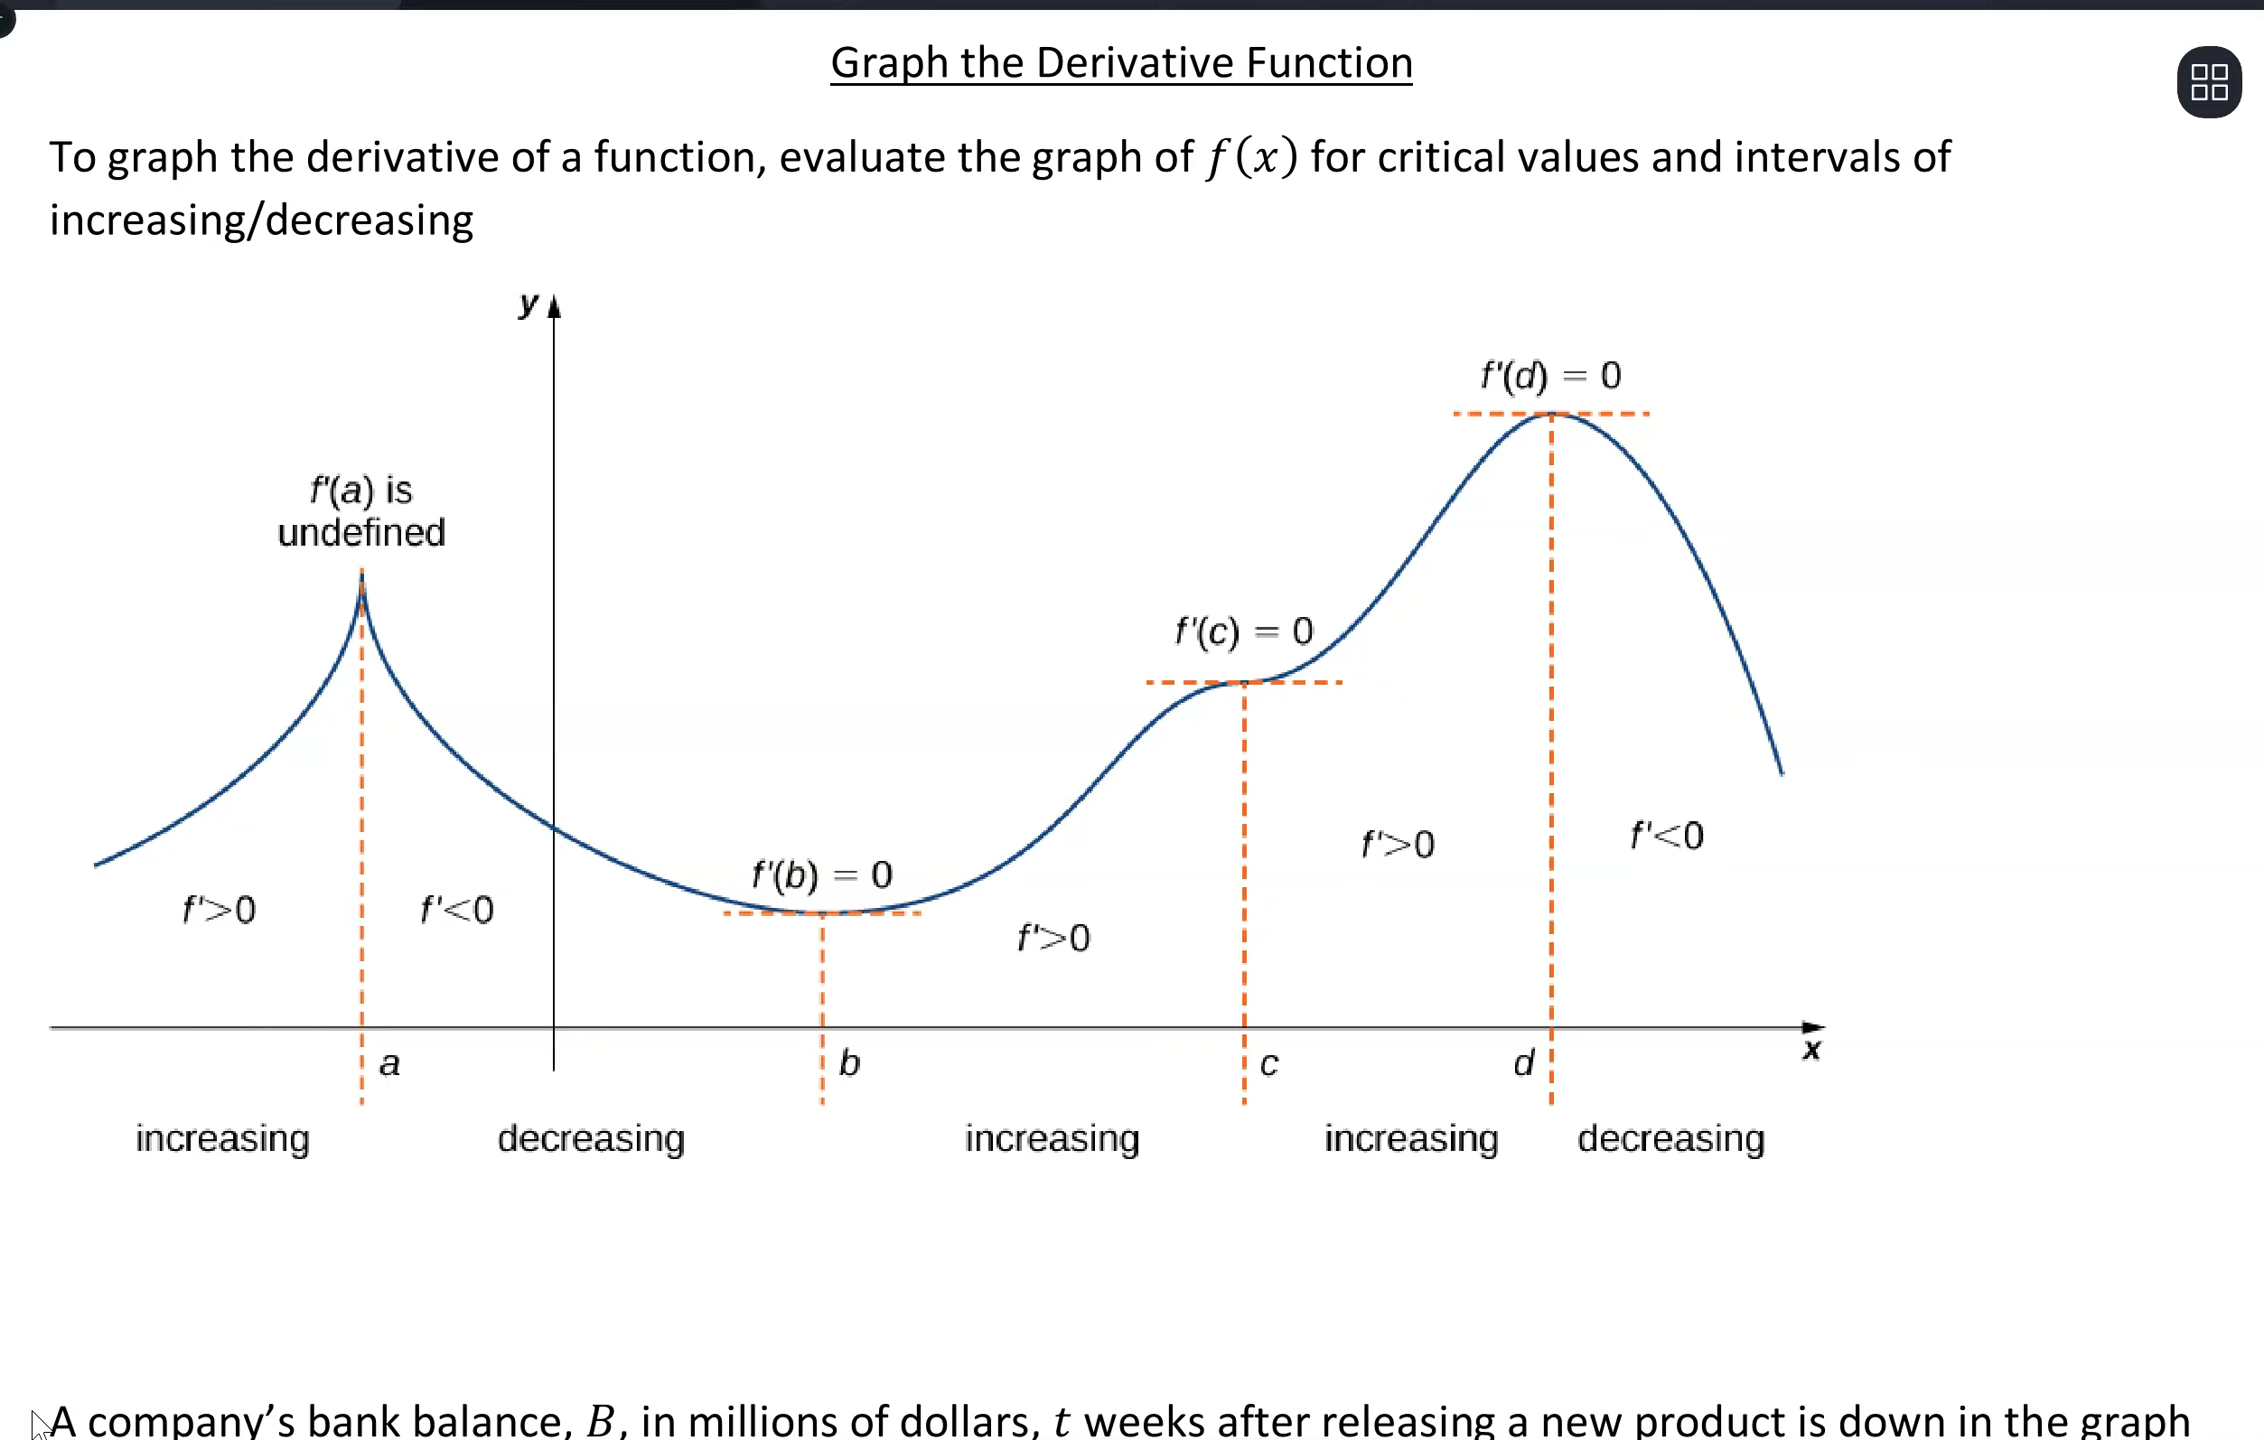 Graph the Derivative Function
To graph the derivative of a function, evaluate the graph of f(x) for critical values and intervals of
increasing/decreasing
y
f'(d) = 0
f'(a) is
undefined
f'(c) = 0
f'>0
f'<0
f'(b) = 0
f'>0
f'<0
f'>0
a
b
c
d
x
increasing
decreasing
increasing
increasing
decreasing
A company's bank balance, B, in millions of dollars, t weeks after releasing a new product is down in the graph